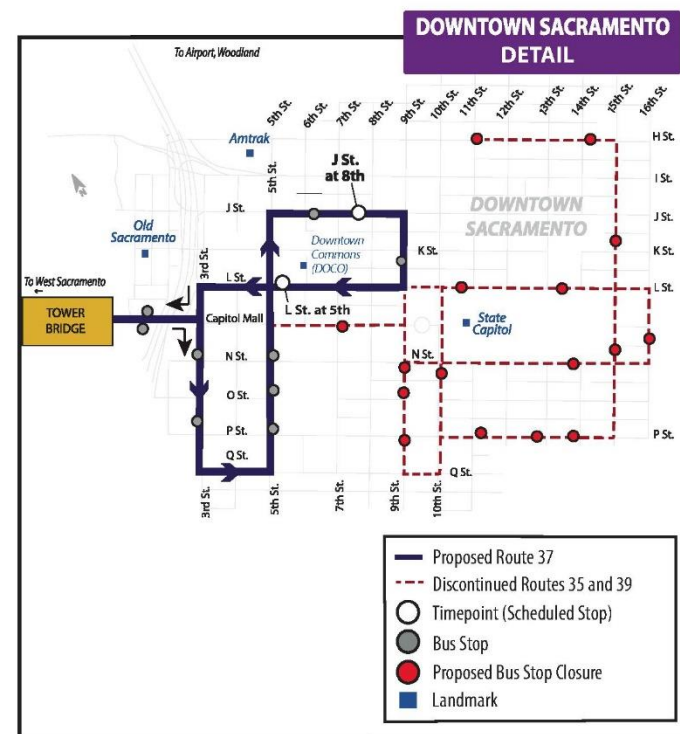 DOWNTOWN SACRAMENTO
DETAIL
To Airport, Woodland
5th St.
6th St.
7th St.
8th St.
9th St.
10th St.
11th St.
12th St.
13th St.
14th St.
15th St.
16th St.
Amtrak
5th St.
J St.
at 8th
H St.
I St.
J St.
K St.
L St.
DOWNTOWN
SACRAMENTO
J St.
Old
Sacramento
3rd St.
Downtown
Commons
(DOCO)
K St.
To West Sacramento
L St.
TOWER
BRIDGE
Capitol Mall
L St. at 5th
State
Capitol
N St.
N St.
O St.
P St.
P St.
Q St.
Q St.
3rd St.
5th St.
7th St.
9th St.
10th St.
Proposed Route 37
Discontinued Routes 35 and 39
Timepoint (Scheduled Stop)
Bus Stop
Proposed Bus Stop Closure
Landmark